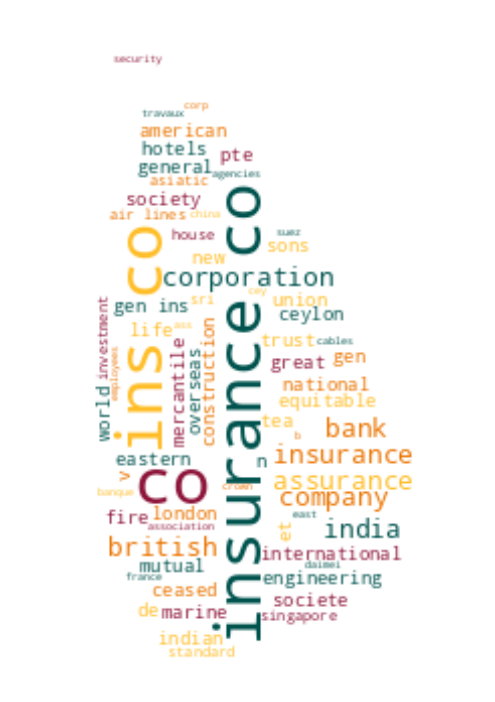 security
corp
travaux
american
hotels
pte
general
agencies
asiatic
society
air lines
china
co
house
suez
sons
new
corporation
cey
investment
gen ins
sri
union
ceylon
life
ass
insurance co
ins co
mercantile
construction
overseas
employees
world
trust
cables
great
gen
national
equitable
tea
b
bank
eastern
n
insurance
v
co
crown
assurance
banque
company
fire
london
association
east
et
india
british
international
mutual
daimei
france
engineering
ceased
societe
de
marine
singapore
indian
standard